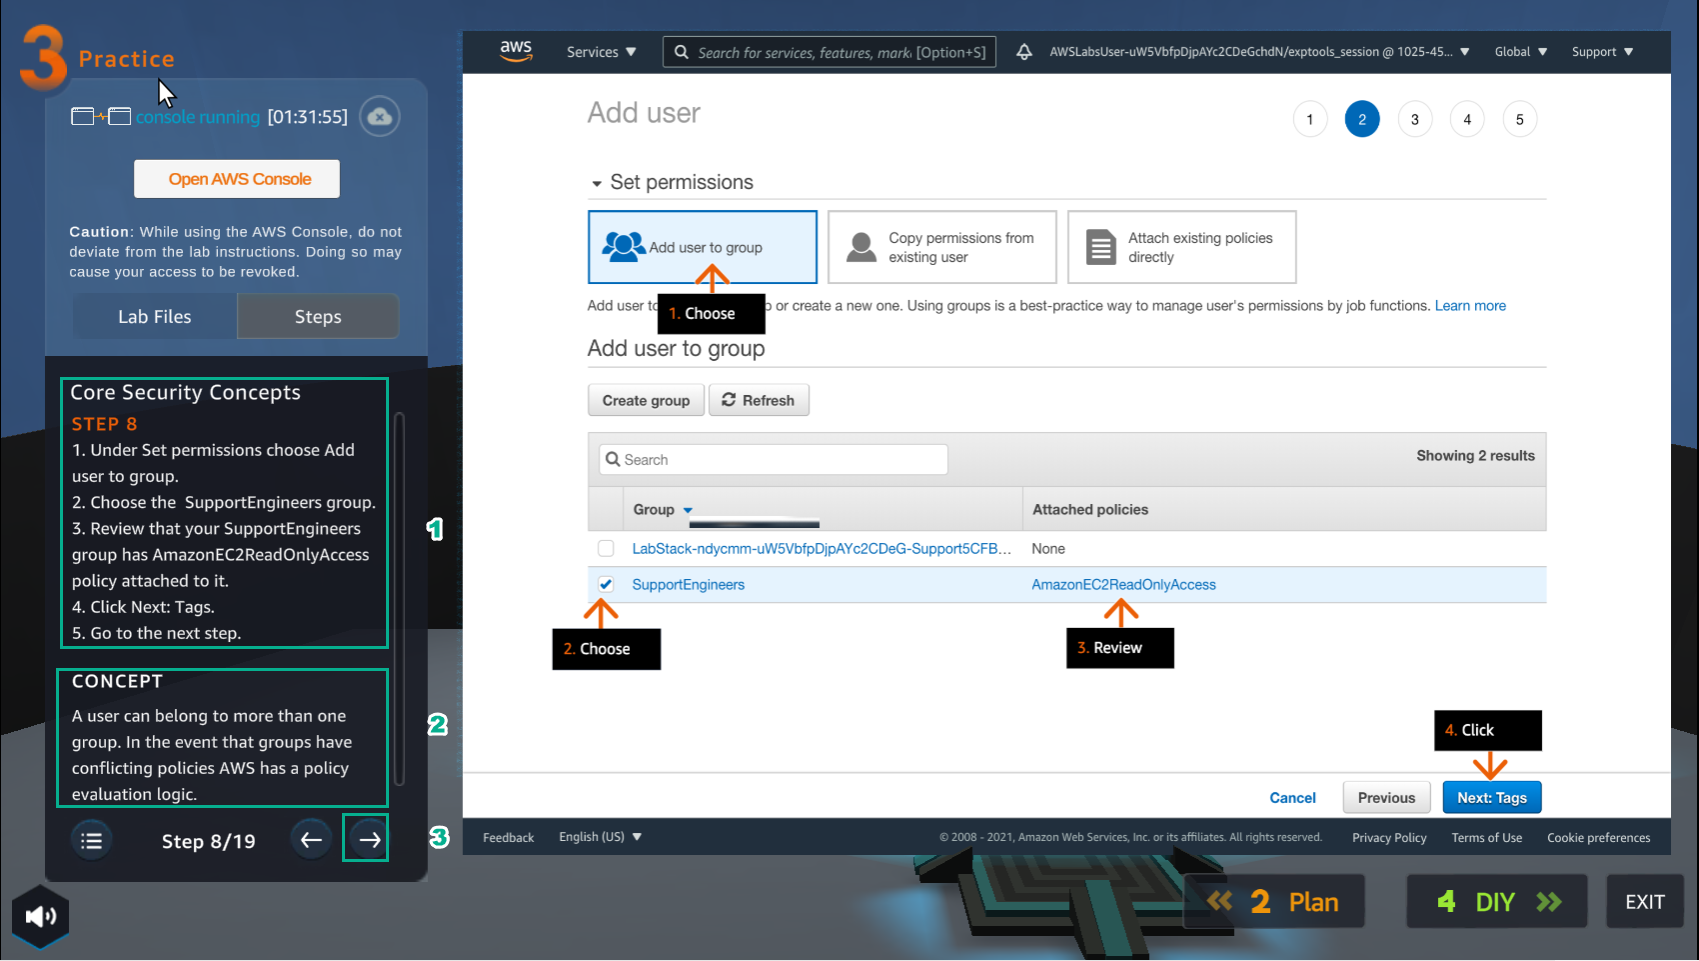 3 Practice
console running [01:31:55]
Open AWS Console
Caution: While using the AWS Console, do not
deviate from the lab instructions. Doing so may
cause your access to be revoked.
Lab Files
Steps
Core Security Concepts
STEP 8
1. Under Set permissions choose Add
user to group.
2. Choose the SupportEngineers group.
3. Review that your SupportEngineers
group has AmazonEC2ReadOnlyAccess
policy attached to it.
4. Click Next: Tags.
5. Go to the next step.
1
CONCEPT
A user can belong to more than one
group. In the event that groups have
conflicting policies AWS has a policy
evaluation logic.
2
Step 8/19
3
aws
Services
Search for services, features, mark [Option+S]
AWSLabsUser-uW5VbfpDjpAYc2CDeGchdN/exptools_session @ 1025-45...
Global
Support
Add user
1 2 3 4 5
Set permissions
Add user to group
Copy permissions from
existing user
Attach existing policies
directly
1. Choose
Add user to or create a new one. Using groups is a best-practice way to manage user's permissions by job functions. Learn more
Add user to group
Create group
Refresh
Search
Showing 2 results
Group
Attached policies
LabStack-ndycmm-uW5VbfpDjpAYc2CDeG-Support5CFB...
None
SupportEngineers
AmazonEC2ReadOnlyAccess
2. Choose
3. Review
4. Click
Cancel
Previous
Next: Tags
Feedback
English (US)
© 2008 - 2021, Amazon Web Services, Inc. or its affiliates. All rights reserved.
Privacy Policy
Terms of Use
Cookie preferences
2 Plan
4 DIY
EXIT